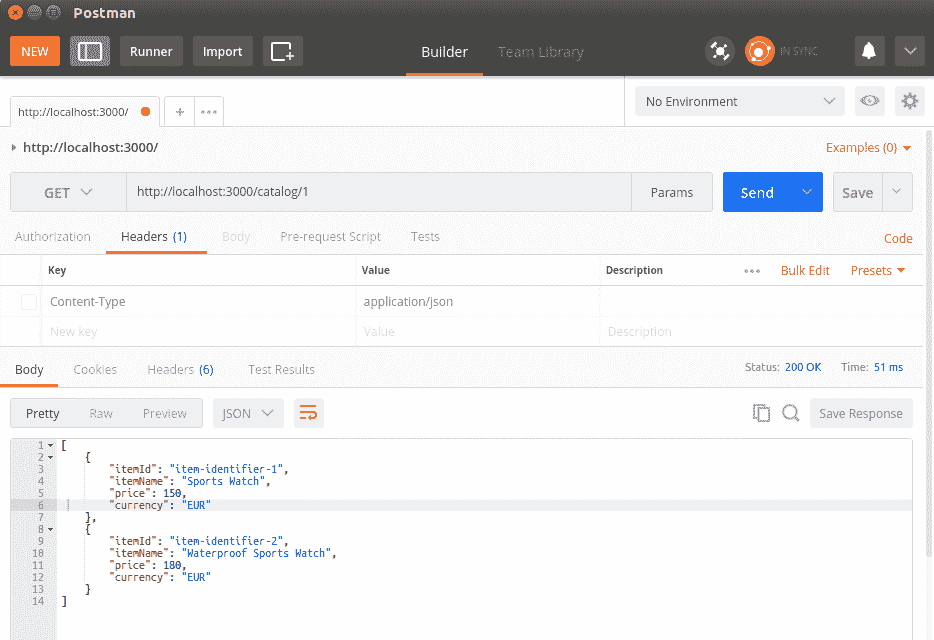 Postman
NEW Runner Import Builder Team Library IN SYNC
http://localhost:3000/ + No Environment
http://localhost:3000/ Examples (0)
GET http://localhost:3000/catalog/1 Params Send Save
Authorization Headers (1) Body Pre-request Script Tests Code
Key Value Description Bulk Edit Presets
Content-Type application/json
New key Value Description
Body Cookies Headers (6) Test Results Status: 200 OK Time: 51 ms
Pretty Raw Preview JSON Save Response
1 [
2 {
3 "itemId": "item-identifier-1",
4 "itemName": "Sports Watch",
5 "price": 150,
6 "currency": "EUR"
7 },
8 {
9 "itemId": "item-identifier-2",
10 "itemName": "Waterproof Sports Watch",
11 "price": 180,
12 "currency": "EUR"
13 }
14 ]